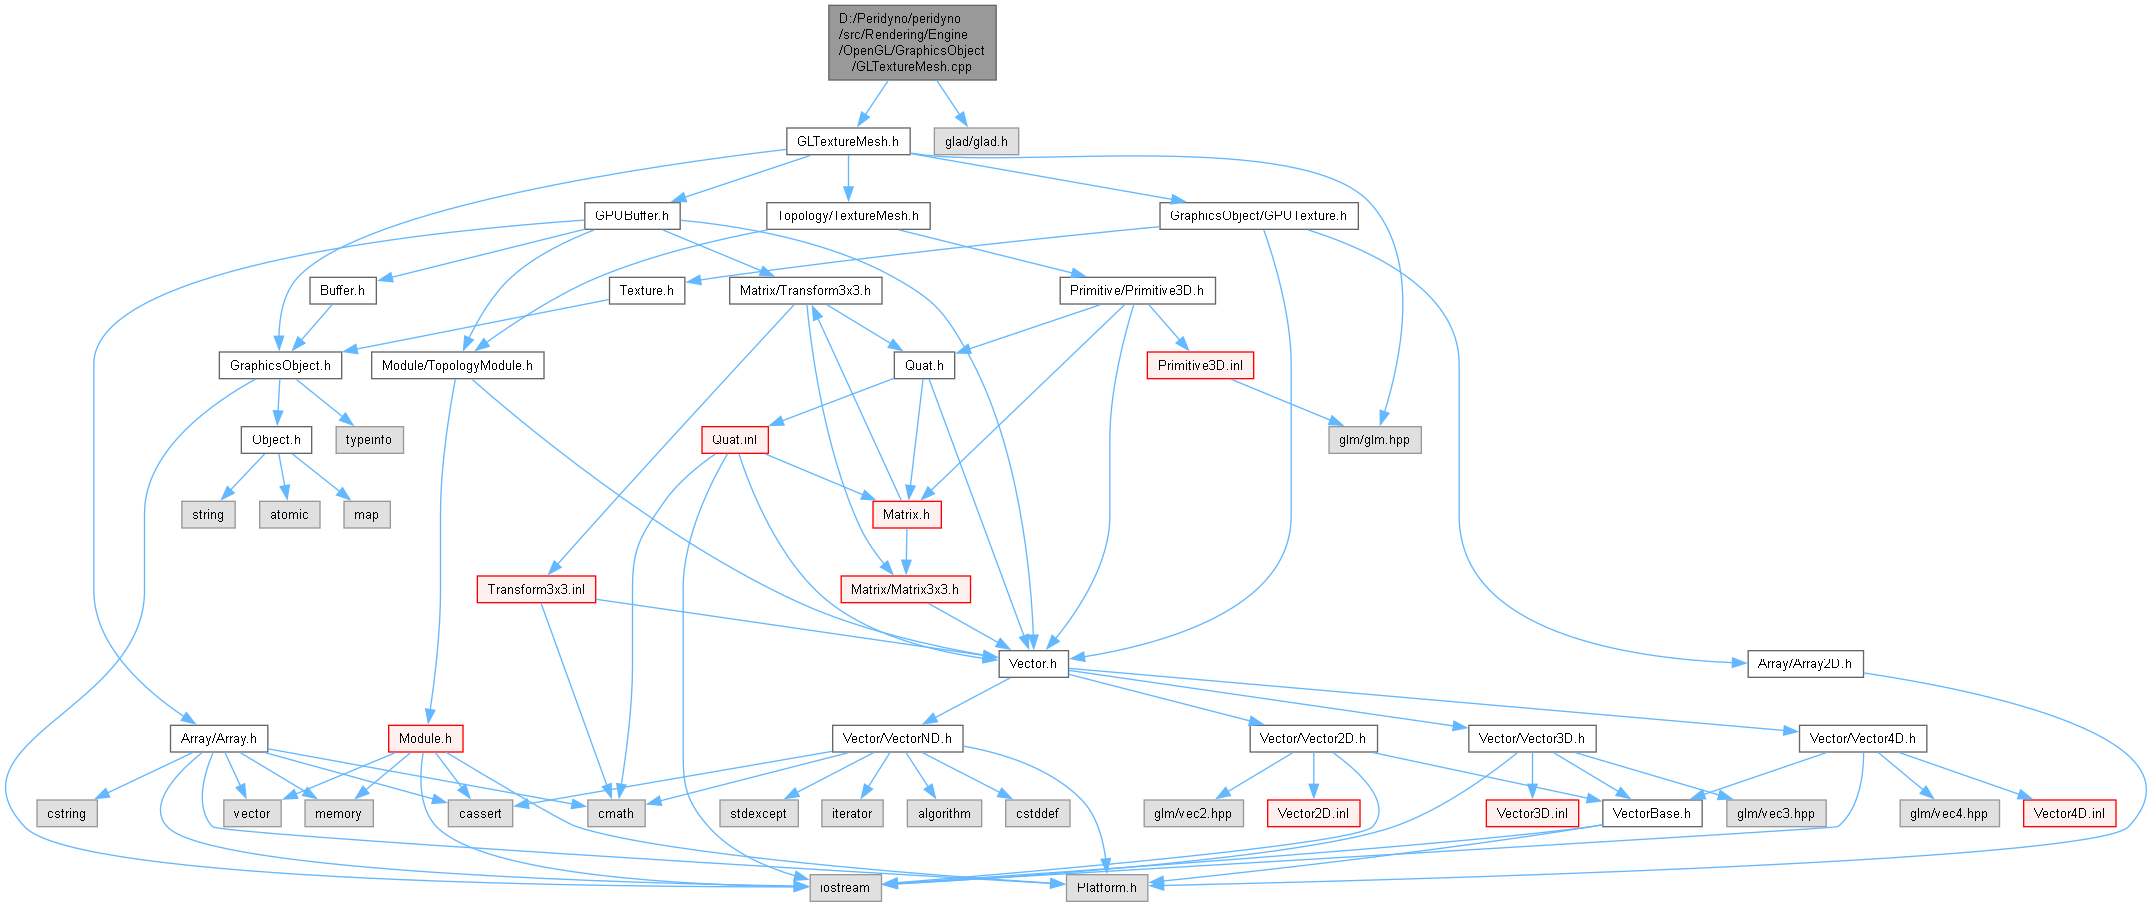 D:/Peridyno/peridyno
/src/Rendering/Engine
/OpenGL/GraphicsObject
/GLTextureMesh.cpp
GLTextureMesh.h
glad/glad.h
GPUBuffer.h
Topology/TextureMesh.h
GraphicsObject/GPUTexture.h
Buffer.h
Texture.h
Matrix/Transform3x3.h
Primitive/Primitive3D.h
GraphicsObject.h
Module/TopologyModule.h
Quat.h
Primitive3D.inl
Object.h
typeinfo
Quat.inl
glm/glm.hpp
string
atomic
map
Matrix.h
Transform3x3.inl
Matrix/Matrix3x3.h
Vector.h
Array/Array2D.h
Array/Array.h
Module.h
Vector/VectorND.h
Vector/Vector2D.h
Vector/Vector3D.h
Vector/Vector4D.h
cstring
vector
memory
cassert
cmath
stdexcept
iterator
algorithm
cstddef
glm/vec2.hpp
Vector2D.inl
Vector3D.inl
VectorBase.h
glm/vec3.hpp
glm/vec4.hpp
Vector4D.inl
iostream
Platform.h